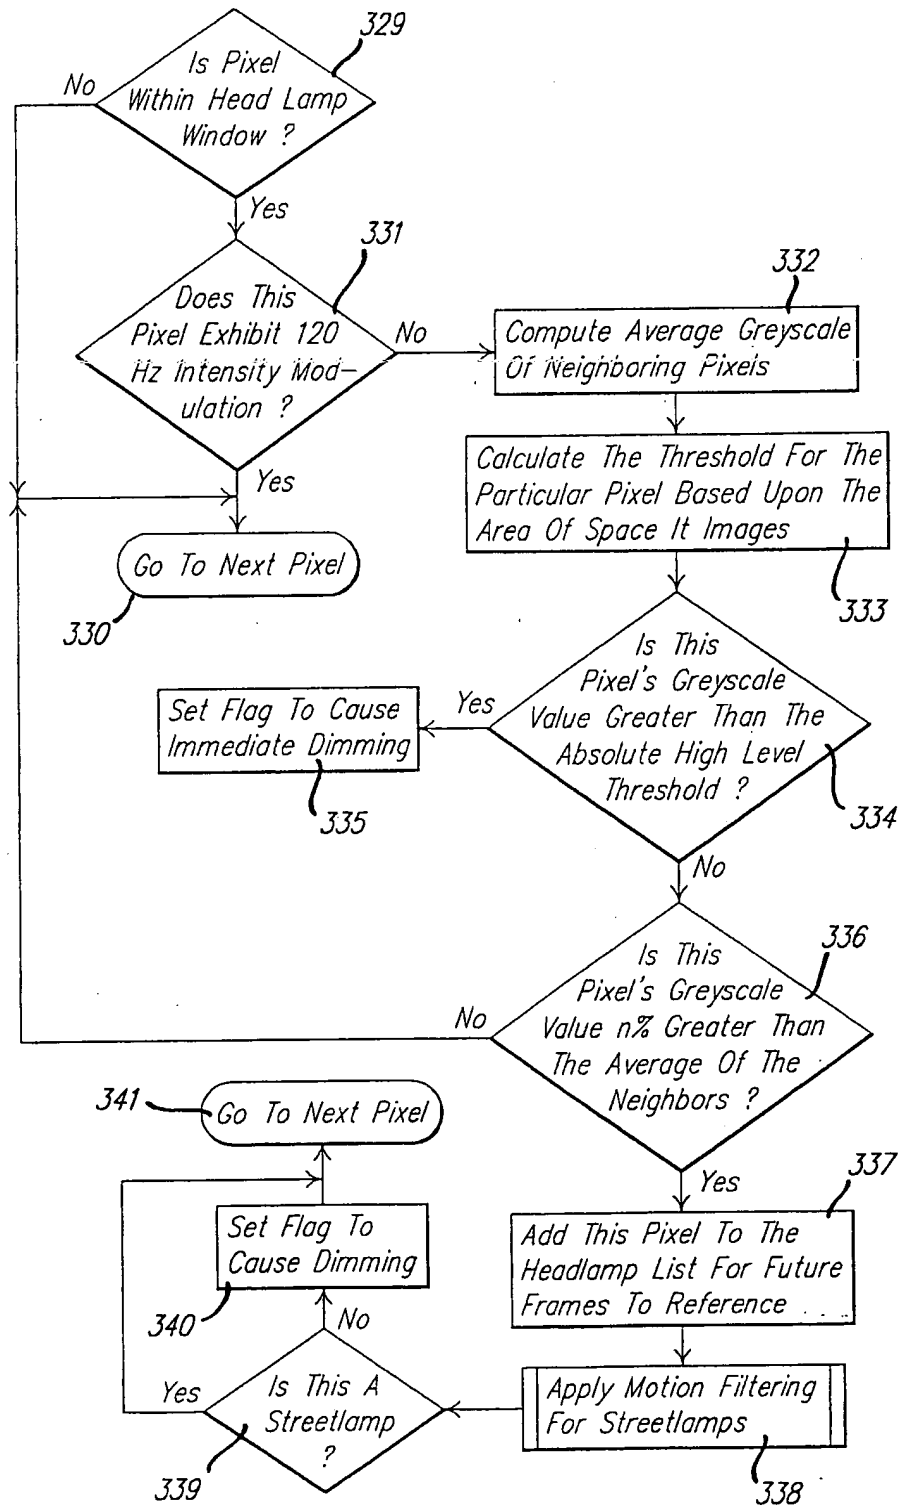 329
Is Pixel
Within Head Lamp
Window ?
No
Yes
331
Does This
Pixel Exhibit 120
Hz Intensity Mod-
ulation ?
No
Yes
332
Compute Average Greyscale
Of Neighboring Pixels
Calculate The Threshold For The
Particular Pixel Based Upon The
Area Of Space It Images
333
Go To Next Pixel
330
Is This
Pixel's Greyscale
Value Greater Than The
Absolute High Level
Threshold ?
334
Yes
Set Flag To Cause
Immediate Dimming
335
No
336
Is This
Pixel's Greyscale
Value n% Greater Than
The Average Of The
Neighbors ?
No
Yes
337
Add This Pixel To The
Headlamp List For Future
Frames To Reference
Apply Motion Filtering
For Streetlamps
338
Is This A
Streetlamp
?
339
Yes
No
Set Flag To
Cause Dimming
340
341
Go To Next Pixel